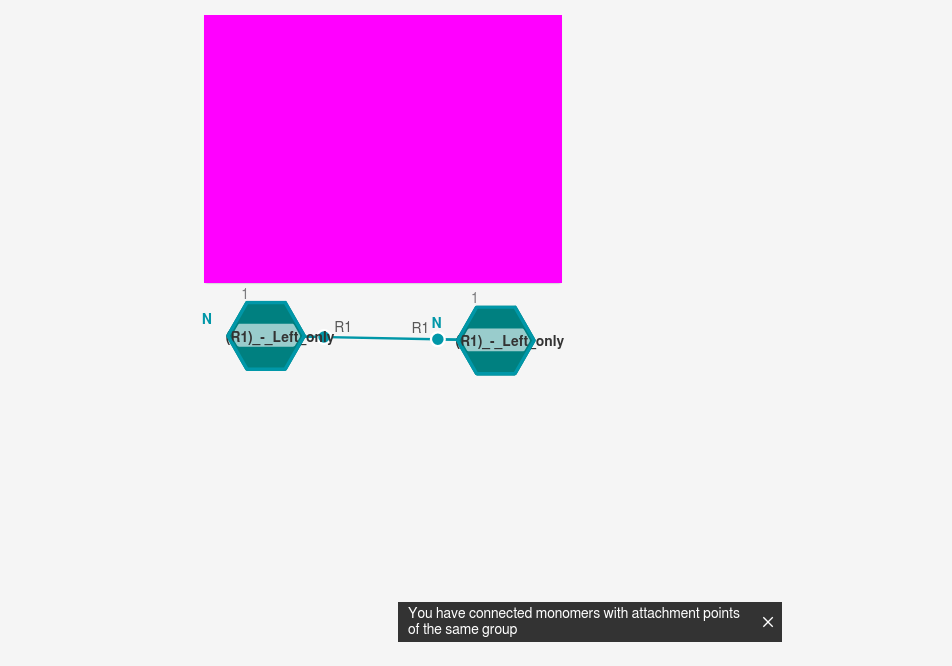 1
1
N
(R1)_-_Left_only
R1
R1
N
(R1)_-_Left_only
You have connected monomers with attachment points
of the same group